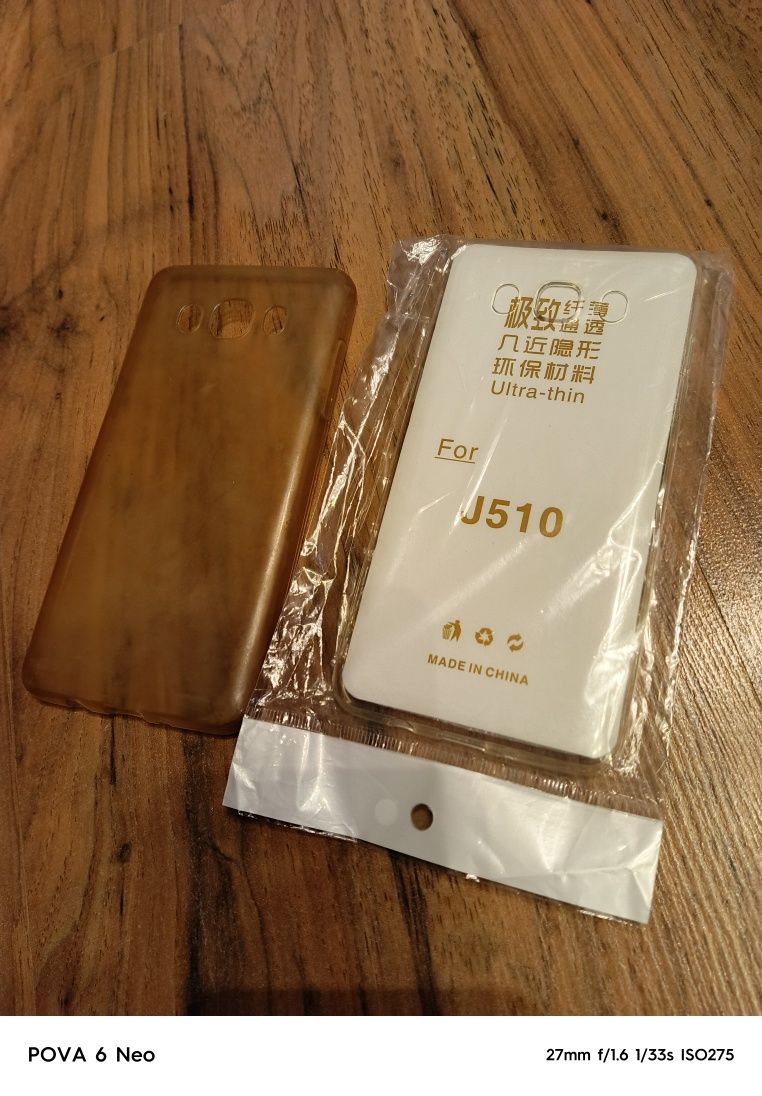 极致纤薄
通透
几近隐形
环保材料
Ultra-thin
For
J510
MADE IN CHINA
POVA 6 Neo
27mm f/1.6 1/33s ISO275